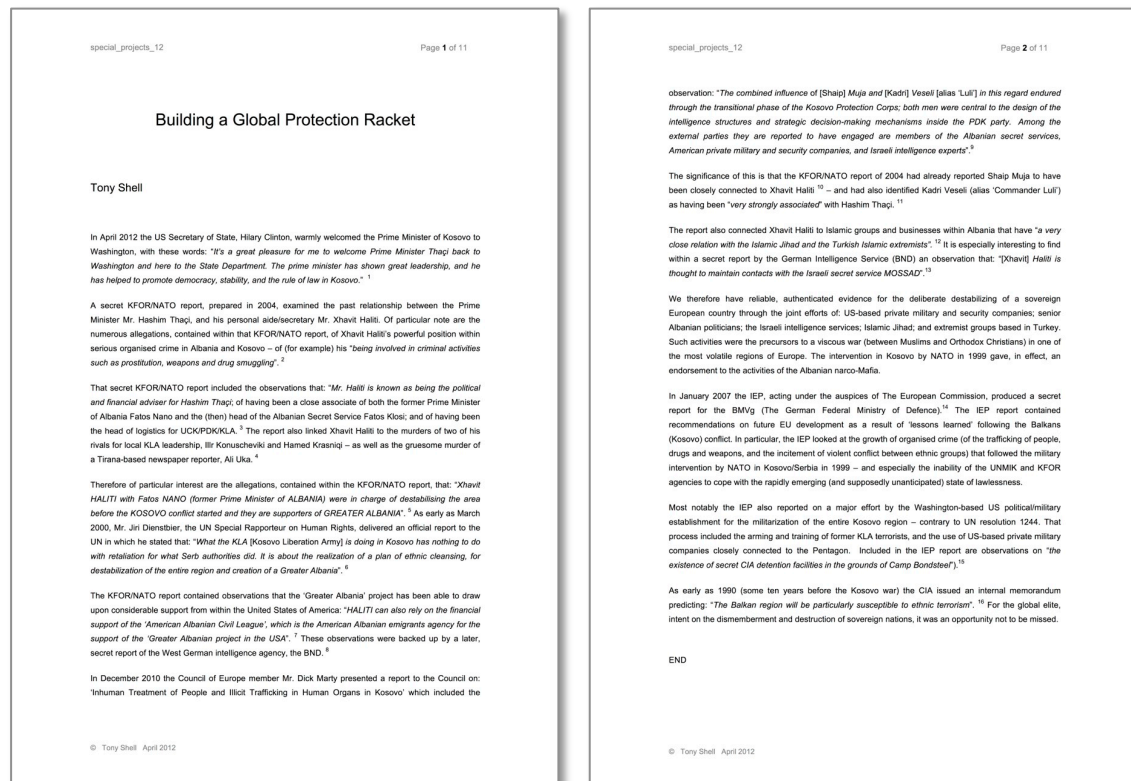 special_projects_12 Page 1 of 11
Building a Global Protection Racket
Tony Shell
In April 2012 the US Secretary of State, Hilary Clinton, warmly welcomed the Prime Minister of Kosovo to
Washington, with these words: "It's a great pleasure for me to welcome Prime Minister Thaçi back to
Washington and here to the State Department. The prime minister has shown great leadership, and he
has helped to promote democracy, stability, and the rule of law in Kosovo." 1
A secret KFOR/NATO report, prepared in 2004, examined the past relationship between the Prime
Minister Mr. Hashim Thaçi, and his personal aide/secretary Mr. Xhavit Haliti. Of particular note are the
numerous allegations, contained within that KFOR/NATO report, of Xhavit Haliti's powerful position within
serious organised crime in Albania and Kosovo – of (for example) his "being involved in criminal activities
such as prostitution, weapons and drug smuggling". 2
That secret KFOR/NATO report included the observations that: "Mr. Haliti is known as being the political
and financial adviser for Hashim Thaçi; of having been a close associate of both the former Prime Minister
of Albania Fatos Nano and the (then) head of the Albanian Secret Service Fatos Klosi; and of having been
the head of logistics for UCK/PDK/KLA. 3 The report also linked Xhavit Haliti to the murders of two of his
rivals for local KLA leadership, Illr Konuscheviki and Hamed Krasniqi – as well as the gruesome murder of
a Tirana-based newspaper reporter, Ali Uka. 4
Therefore of particular interest are the allegations, contained within the KFOR/NATO report, that: "Xhavit
HALITI with Fatos NANO (former Prime Minister of ALBANIA) were in charge of destabilising the area
before the KOSOVO conflict started and they are supporters of GREATER ALBANIA". 5 As early as March
2000, Mr. Jiri Dienstbier, the UN Special Rapporteur on Human Rights, delivered an official report to the
UN in which he stated that: "What the KLA [Kosovo Liberation Army] is doing in Kosovo has nothing to do
with retaliation for what Serb authorities did. It is about the realization of a plan of ethnic cleansing, for
destabilization of the entire region and creation of a Greater Albania". 6
The KFOR/NATO report contained observations that the 'Greater Albania' project has been able to draw
upon considerable support from within the United States of America: "HALITI can also rely on the financial
support of the 'American Albanian Civil League', which is the American Albanian emigrants agency for the
support of the 'Greater Albanian project in the USA". 7 These observations were backed up by a later,
secret report of the West German intelligence agency, the BND. 8
In December 2010 the Council of Europe member Mr. Dick Marty presented a report to the Council on:
'Inhuman Treatment of People and Illicit Trafficking in Human Organs in Kosovo' which included the
© Tony Shell April 2012
special_projects_12 Page 2 of 11
observation: "The combined influence of [Shaip] Muja and [Kadri] Veseli [alias 'Luli'] in this regard endured
through the transitional phase of the Kosovo Protection Corps; both men were central to the design of the
intelligence structures and strategic decision-making mechanisms inside the PDK party. Among the
external parties they are reported to have engaged are members of the Albanian secret services,
American private military and security companies, and Israeli intelligence experts". 9
The significance of this is that the KFOR/NATO report of 2004 had already reported Shaip Muja to have
been closely connected to Xhavit Haliti 10 – and had also identified Kadri Veseli (alias 'Commander Luli')
as having been "very strongly associated" with Hashim Thaçi. 11
The report also connected Xhavit Haliti to Islamic groups and businesses within Albania that have "a very
close relation with the Islamic Jihad and the Turkish Islamic extremists". 12 It is especially interesting to find
within a secret report by the German Intelligence Service (BND) an observation that: "[Xhavit] Haliti is
thought to maintain contacts with the Israeli secret service MOSSAD". 13
We therefore have reliable, authenticated evidence for the deliberate destabilizing of a sovereign
European country through the joint efforts of: US-based private military and security companies; senior
Albanian politicians; the Israeli intelligence services; Islamic Jihad; and extremist groups based in Turkey.
Such activities were the precursors to a viscous war (between Muslims and Orthodox Christians) in one of
the most volatile regions of Europe. The intervention in Kosovo by NATO in 1999 gave, in effect, an
endorsement to the activities of the Albanian narco-Mafia.
In January 2007 the IEP, acting under the auspices of The European Commission, produced a secret
report for the BMVg (The German Federal Ministry of Defence). 14 The IEP report contained
recommendations on future EU development as a result of 'lessons learned' following the Balkans
(Kosovo) conflict. In particular, the IEP looked at the growth of organised crime (of the trafficking of people,
drugs and weapons, and the incitement of violent conflict between ethnic groups) that followed the military
intervention by NATO in Kosovo/Serbia in 1999 – and especially the inability of the UNMIK and KFOR
agencies to cope with the rapidly emerging (and supposedly unanticipated) state of lawlessness.
Most notably the IEP also reported on a major effort by the Washington-based US political/military
establishment for the militarization of the entire Kosovo region – contrary to UN resolution 1244. That
process included the arming and training of former KLA terrorists, and the use of US-based private military
companies closely connected to the Pentagon. Included in the IEP report are observations on "the
existence of secret CIA detention facilities in the grounds of Camp Bondsteel"). 15
As early as 1990 (some ten years before the Kosovo war) the CIA issued an internal memorandum
predicting: "The Balkan region will be particularly susceptible to ethnic terrorism". 16 For the global elite,
intent on the dismemberment and destruction of sovereign nations, it was an opportunity not to be missed.
END
© Tony Shell April 2012